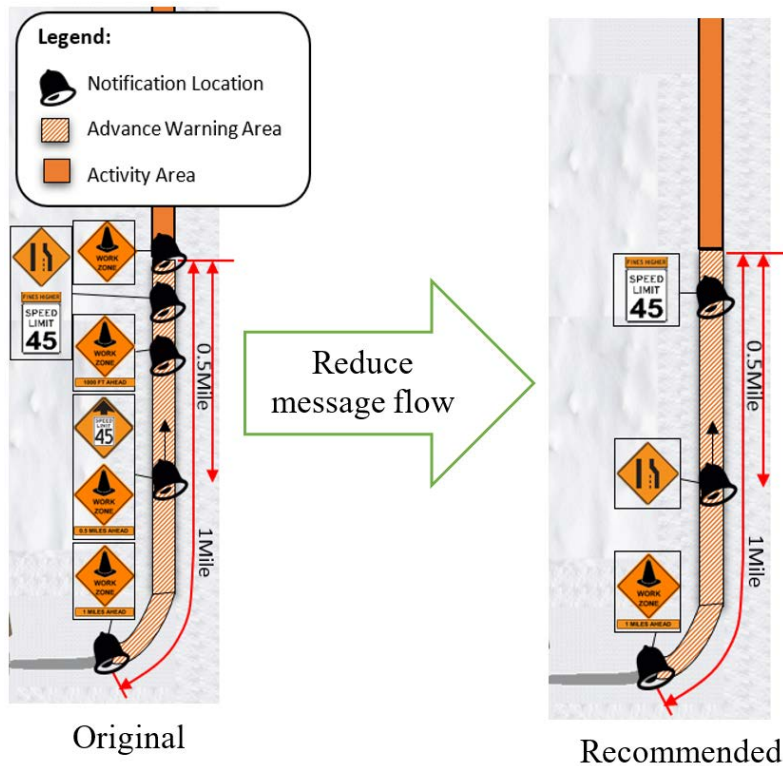 Legend:
Notification Location
Advance Warning Area
Activity Area
WORK
ZONE
FINES HIGHER
SPEED
LIMIT
45
WORK
ZONE
1000 FT AHEAD
SPEED
LIMIT
45
WORK
ZONE
0.5 MILES AHEAD
WORK
ZONE
1 MILES AHEAD
0.5Mile
1Mile
Original
Reduce
message flow
FINES HIGHER
SPEED
LIMIT
45
WORK
ZONE
1 MILES AHEAD
0.5Mile
1Mile
Recommended